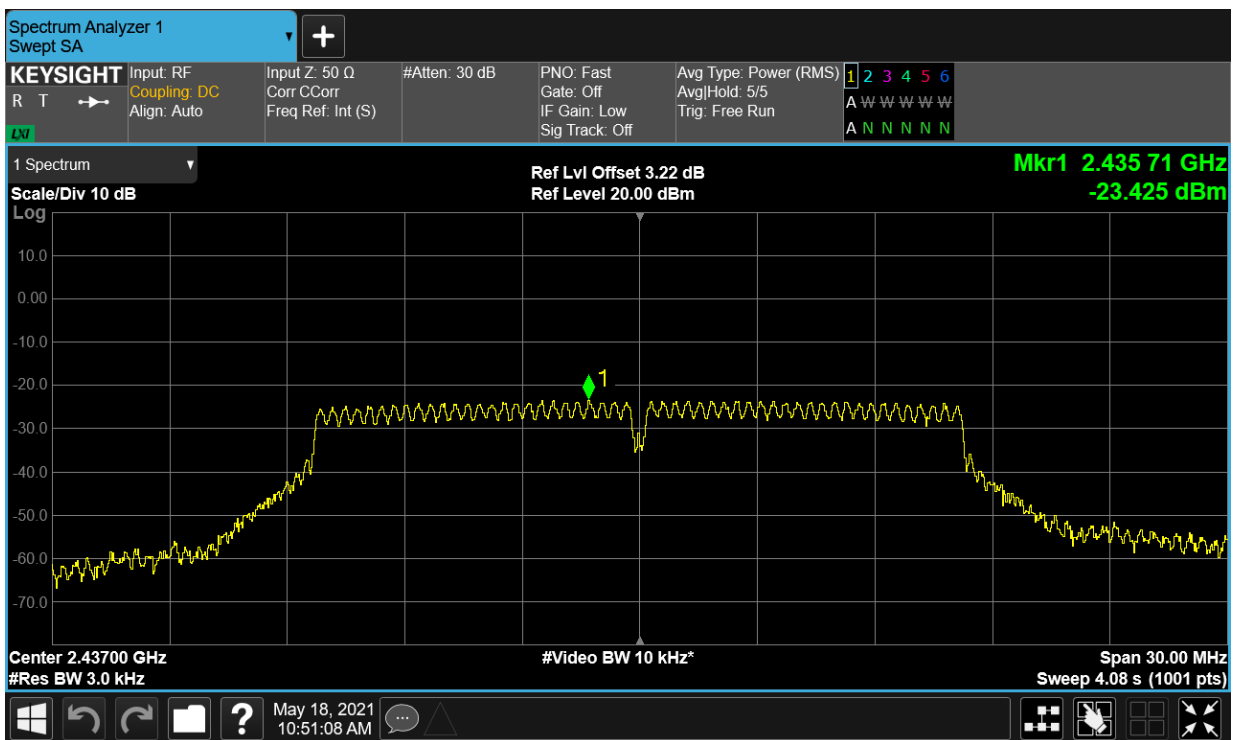 Spectrum Analyzer 1
Swept SA
+
KEYSIGHT
R T
LXI
Input: RF
Coupling: DC
Align: Auto
Input Z: 50 Ω
Corr CCorr
Freq Ref: Int (S)
#Atten: 30 dB
PNO: Fast
Gate: Off
IF Gain: Low
Sig Track: Off
Avg Type: Power (RMS)
Avg|Hold: 5/5
Trig: Free Run
1 2 3 4 5 6
A W W W W W
A N N N N N
1 Spectrum
Scale/Div 10 dB
Log
Ref Lvl Offset 3.22 dB
Ref Level 20.00 dBm
Mkr1 2.435 71 GHz
-23.425 dBm
10.0
0.00
-10.0
-20.0
-30.0
-40.0
-50.0
-60.0
-70.0
1
Center 2.43700 GHz
#Res BW 3.0 kHz
#Video BW 10 kHz*
Span 30.00 MHz
Sweep 4.08 s (1001 pts)
?
May 18, 2021
10:51:08 AM